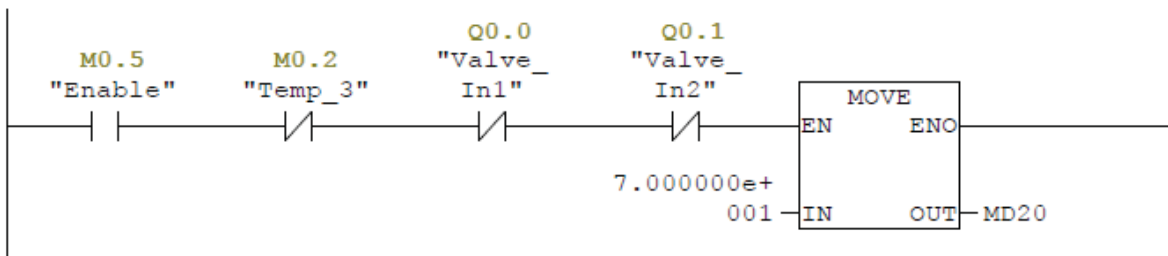 M0.5
"Enable"
M0.2
"Temp_3"
Q0.0
"Valve_
In1"
Q0.1
"Valve_
In2"
MOVE
EN ENO
7.000000e+
001 IN OUT MD20